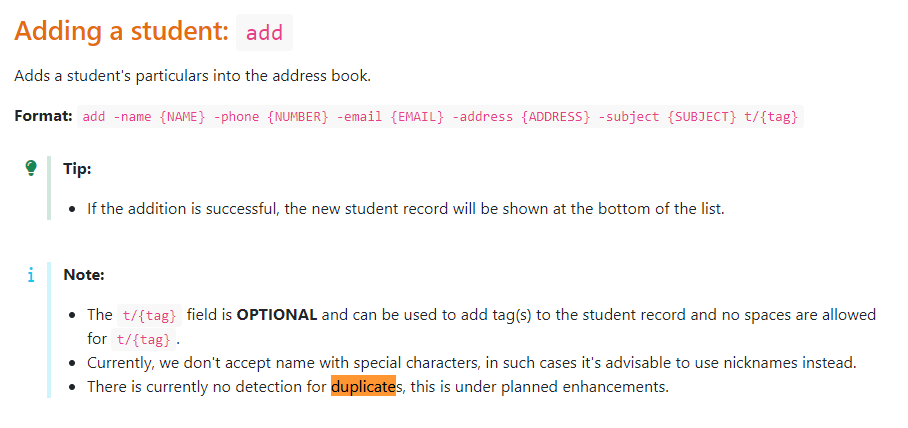 Adding a student: add
Adds a student's particulars into the address book.
Format: add -name {NAME} -phone {NUMBER} -email {EMAIL} -address {ADDRESS} -subject {SUBJECT} t/{tag}
Tip:
• If the addition is successful, the new student record will be shown at the bottom of the list.
i Note:
• The t/{tag} field is OPTIONAL and can be used to add tag(s) to the student record and no spaces are allowed
for t/{tag} .
• Currently, we don't accept name with special characters, in such cases it's advisable to use nicknames instead.
• There is currently no detection for duplicates, this is under planned enhancements.